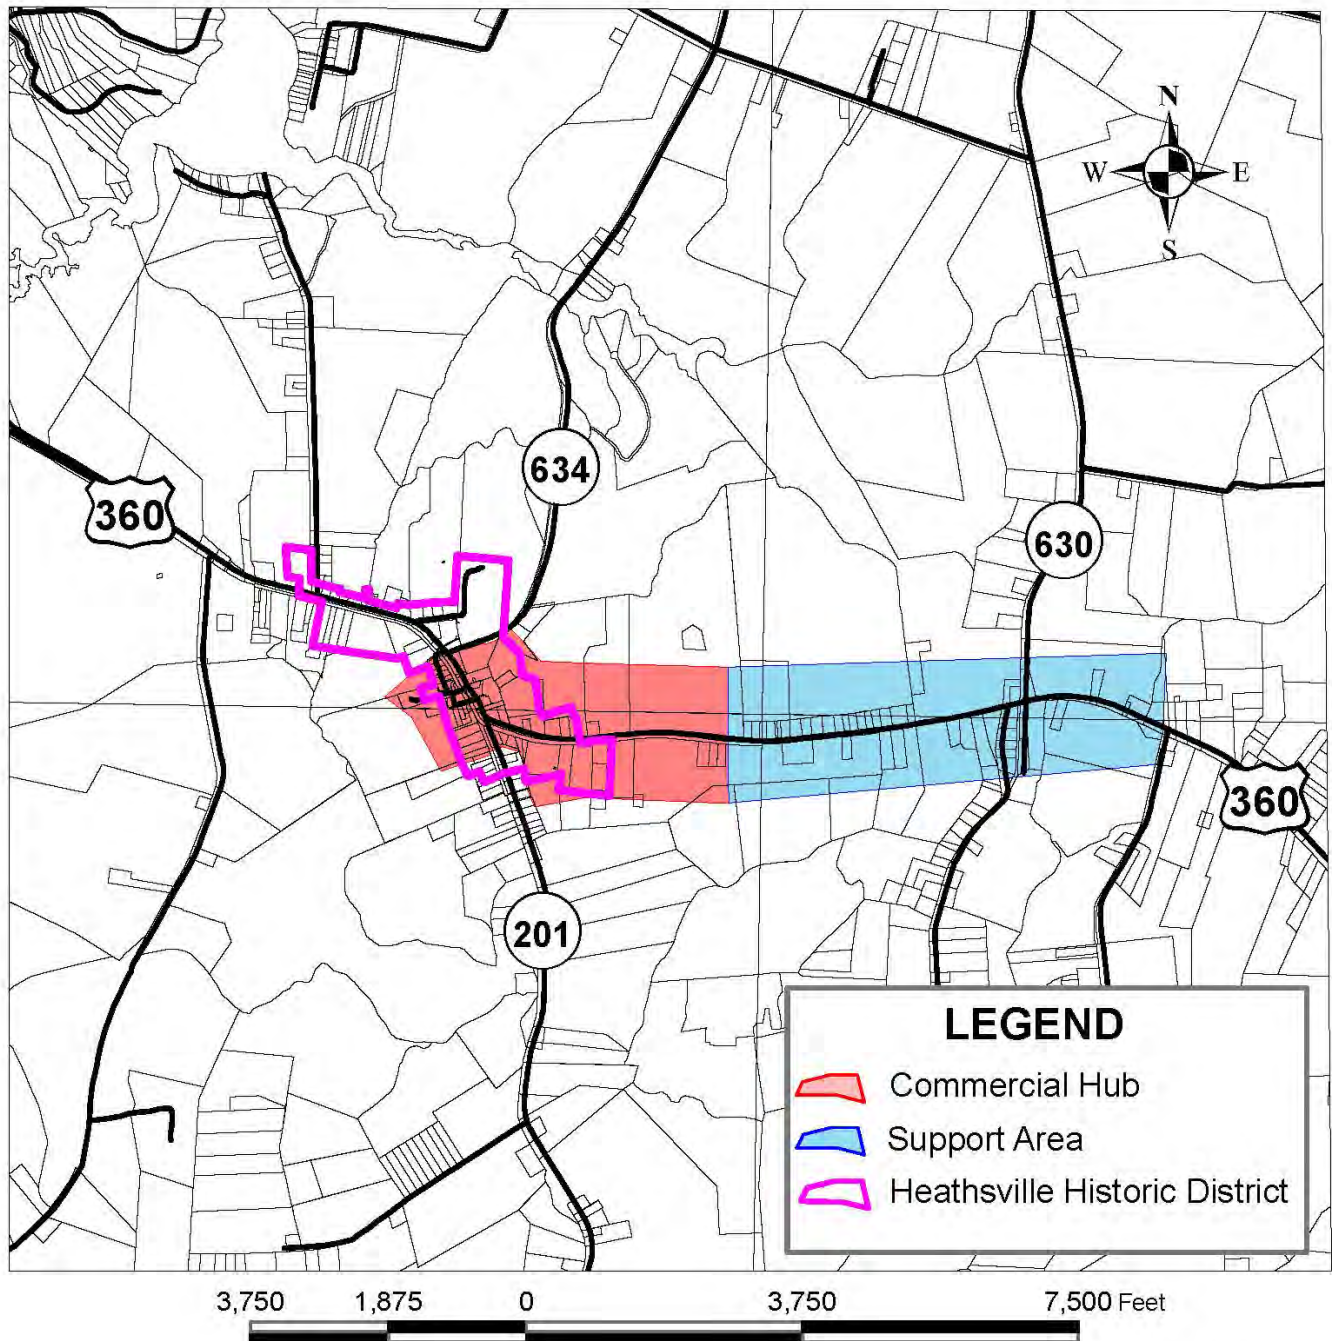 N
W E
S
634
360
630
360
201
LEGEND
Commercial Hub
Support Area
Heathsville Historic District
3,750 1,875 0 3,750 7,500 Feet